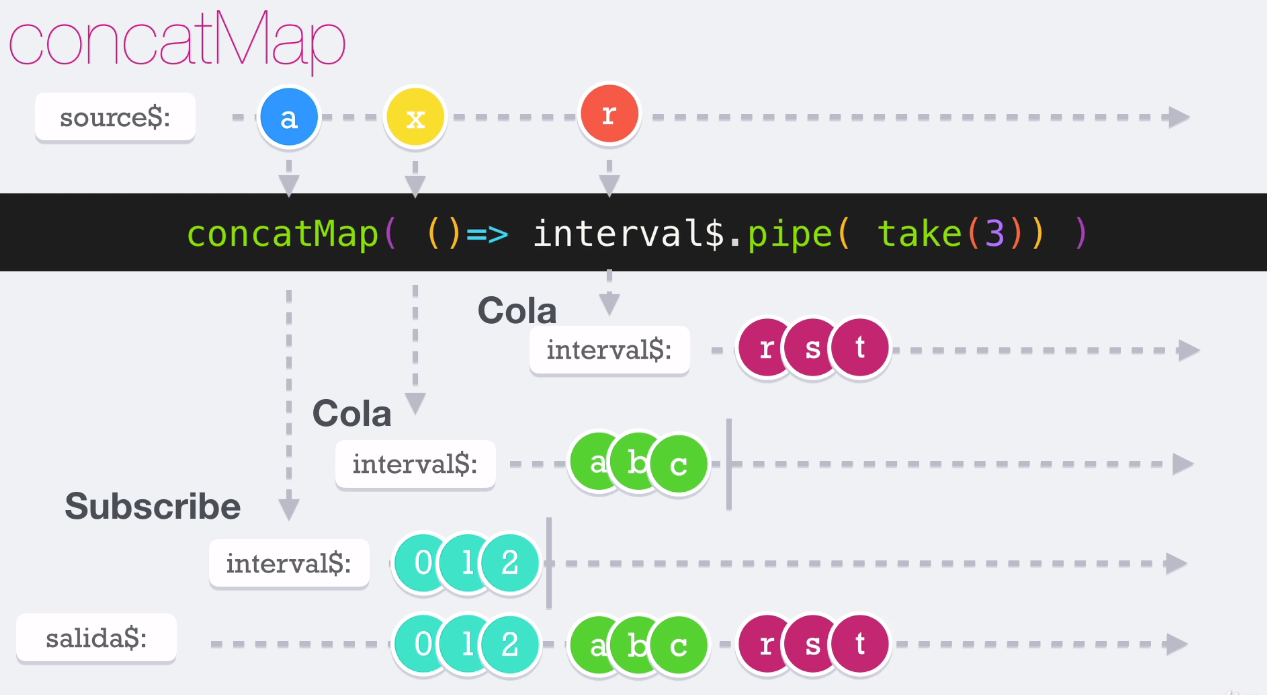 concatMap
source$:
a x r
concatMap( ()=> interval$.pipe( take(3)) )
Cola
interval$: r s t
Cola
interval$: a b c
Subscribe
interval$: 0 1 2
salida$: 0 1 2 a b c r s t